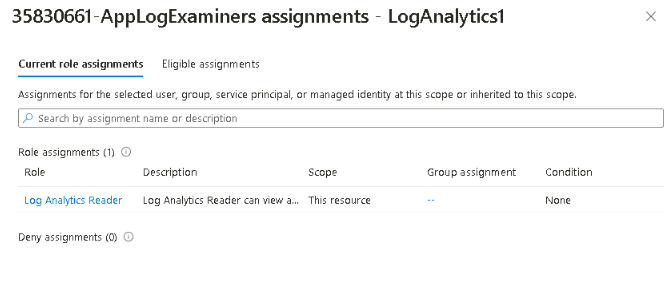 35830661-AppLogExaminers assignments - LogAnalytics1
Current role assignments Eligible assignments
Assignments for the selected user, group, service principal, or managed identity at this scope or inherited to this scope.
Search by assignment name or description
Role assignments (1)
Role Description Scope Group assignment Condition
Log Analytics Reader Log Analytics Reader can view a... This resource -- None
Deny assignments (0)